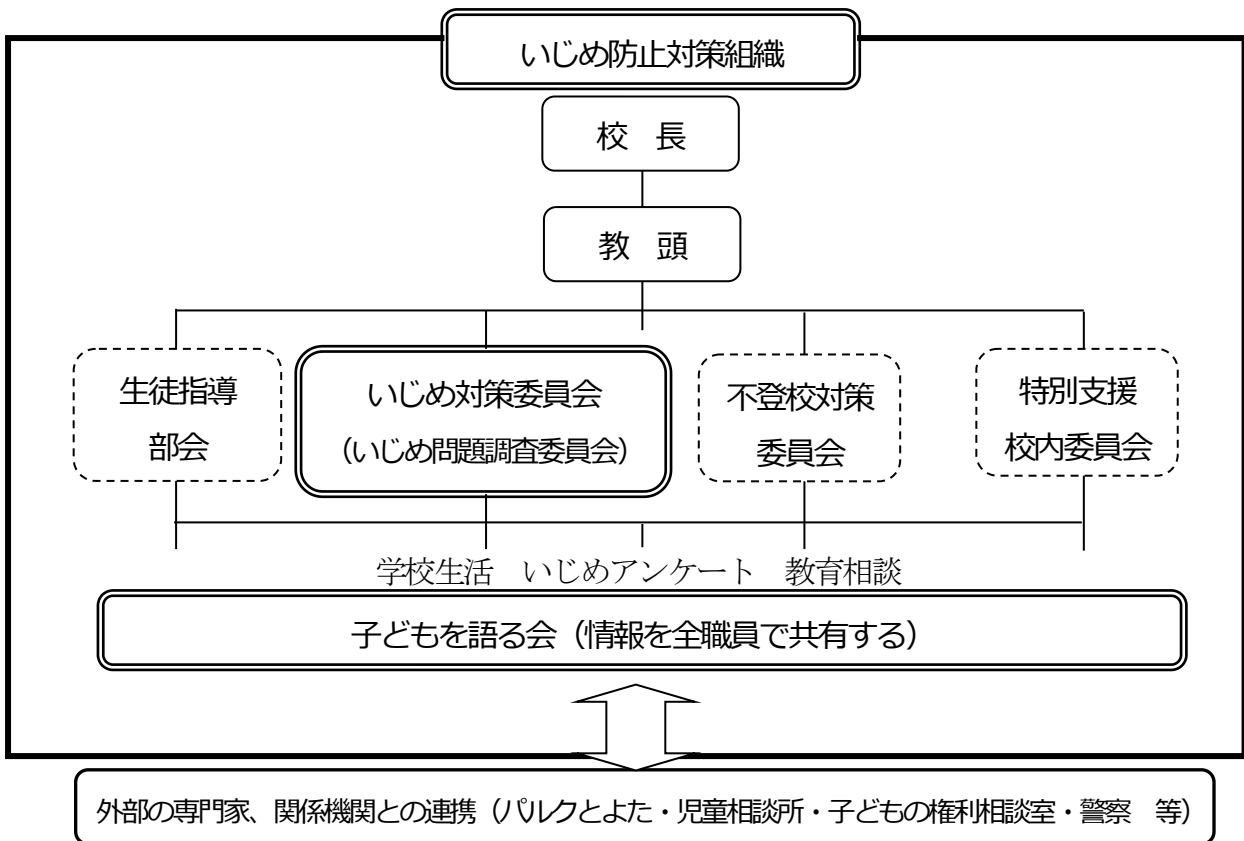 いじめ防止対策組織
校　長
教　頭
生徒指導
部会
いじめ対策委員会
（いじめ問題調査委員会）
不登校対策
委員会
特別支援
校内委員会
学校生活　いじめアンケート　教育相談
子どもを語る会（情報を全職員で共有する）
外部の専門家、関係機関との連携（パルクとよた・児童相談所・子どもの権利相談室・警察　等）